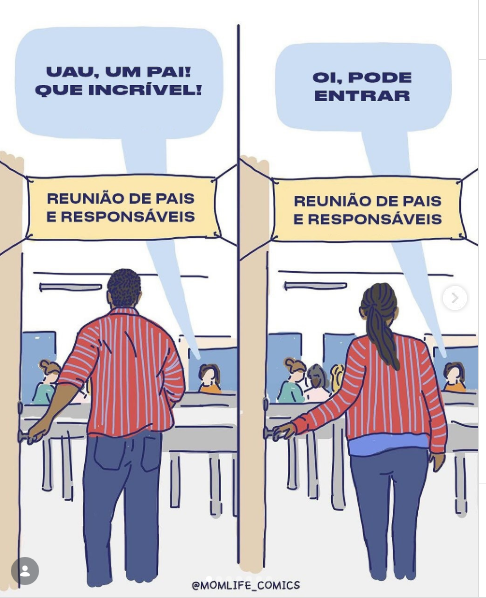 UAU, UM PAI!
QUE INCRÍVEL!
REUNIÃO DE PAIS
E RESPONSÁVEIS
OI, PODE
ENTRAR
REUNIÃO DE PAIS
E RESPONSÁVEIS
@MOMLIFE_COMICS